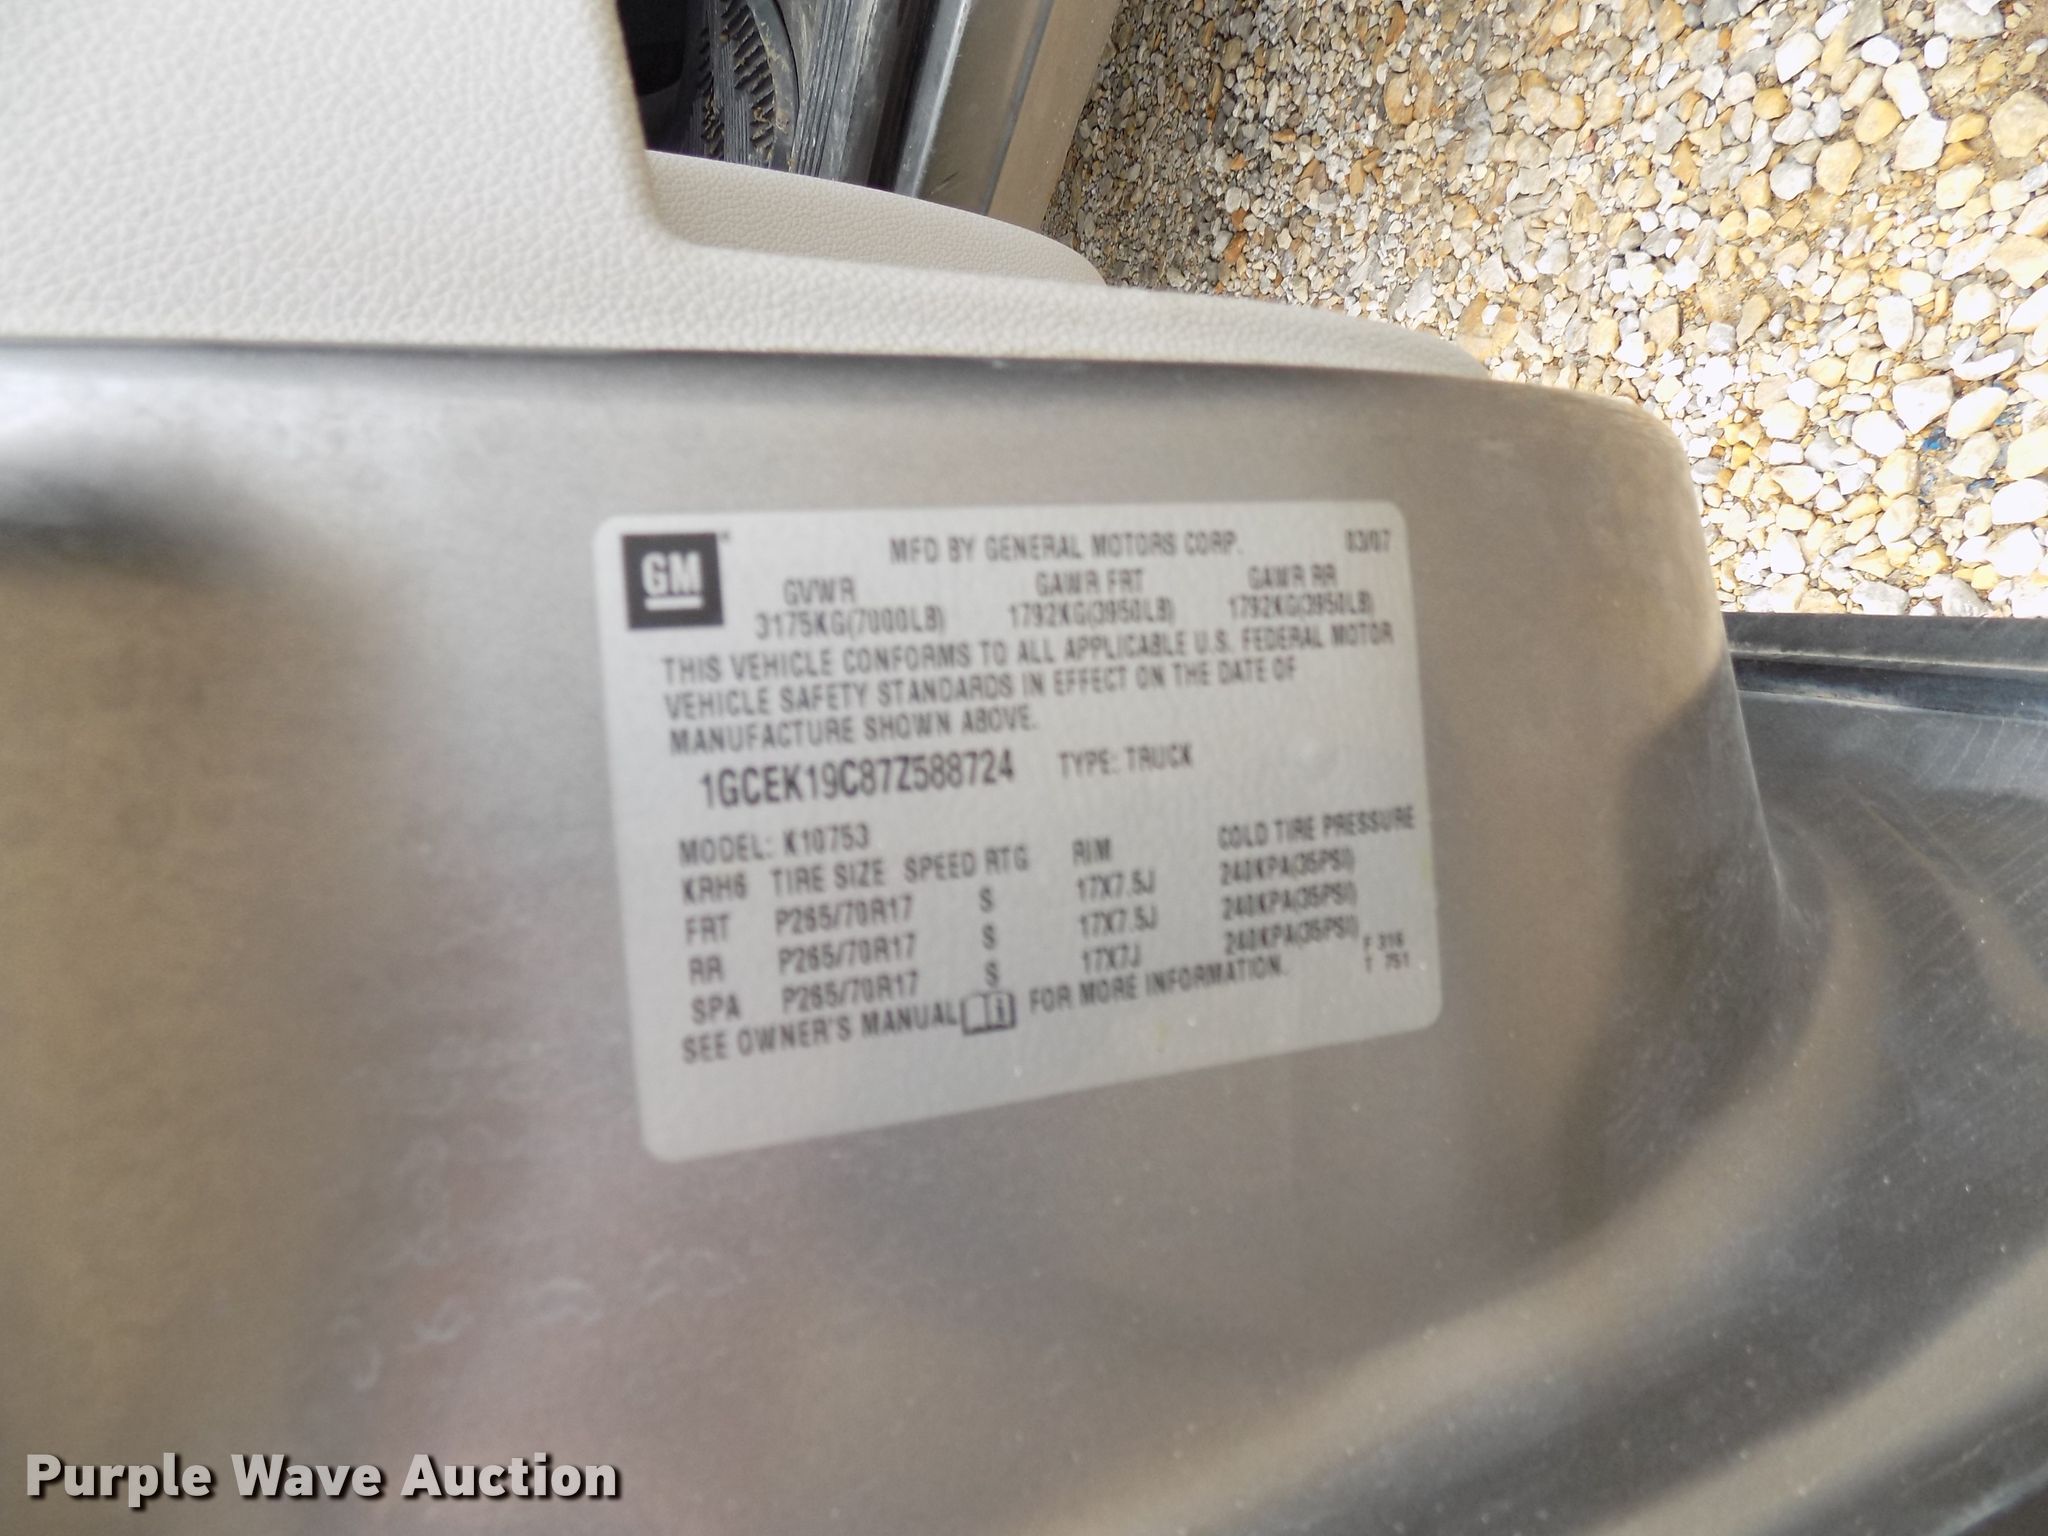 GM
MFD BY GENERAL MOTORS CORP. 03/07
GVWR GAWR FRT GAWR RR
3175KG(7000LB) 1792KG(3950LB) 1792KG(3950LB)
THIS VEHICLE CONFORMS TO ALL APPLICABLE U.S. FEDERAL MOTOR
VEHICLE SAFETY STANDARDS IN EFFECT ON THE DATE OF
MANUFACTURE SHOWN ABOVE.
1GCEK19C87Z588724 TYPE: TRUCK
MODEL: K10753
KRH6 TIRE SIZE SPEED RTG RIM COLD TIRE PRESSURE
FRT P265/70R17 S 17X7.5J 240KPA(35PSI)
RR P265/70R17 S 17X7.5J 240KPA(35PSI)
SPA P265/70R17 S 17X7J 240KPA(35PSI)
SEE OWNER'S MANUAL i FOR MORE INFORMATION.
F 316
T 751
Purple Wave Auction